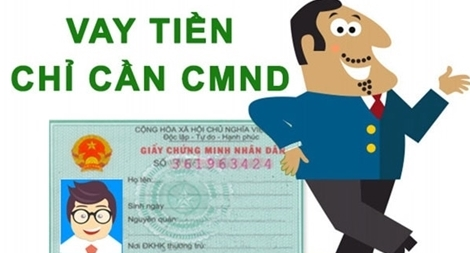 VAY TIỀN
CHỈ CẦN CMND
CỘNG HÒA XÃ HỘI CHỦ NGHĨA VIỆ
Độc lập - Tự do - Hạnh phúc
GIẤY CHỨNG MINH NHÂN DÂN
SỐ 361963424
Họ tên:
Sinh ngày
Nguyên quán:
Nơi ĐKHK thường trú